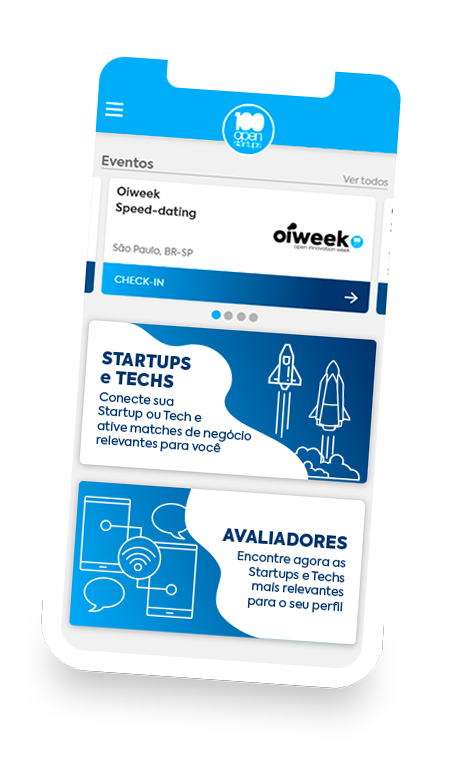 100
open
startups
Eventos
Ver todos
Oiweek
Speed-dating
oiweek
open innovation week
São Paulo, BR-SP
CHECK-IN
STARTUPS
e TECHS
Conecte sua
Startup ou Tech e
ative matches de negócio
relevantes para você
AVALIADORES
Encontre agora as
Startups e Techs
mais relevantes
para o seu perfil